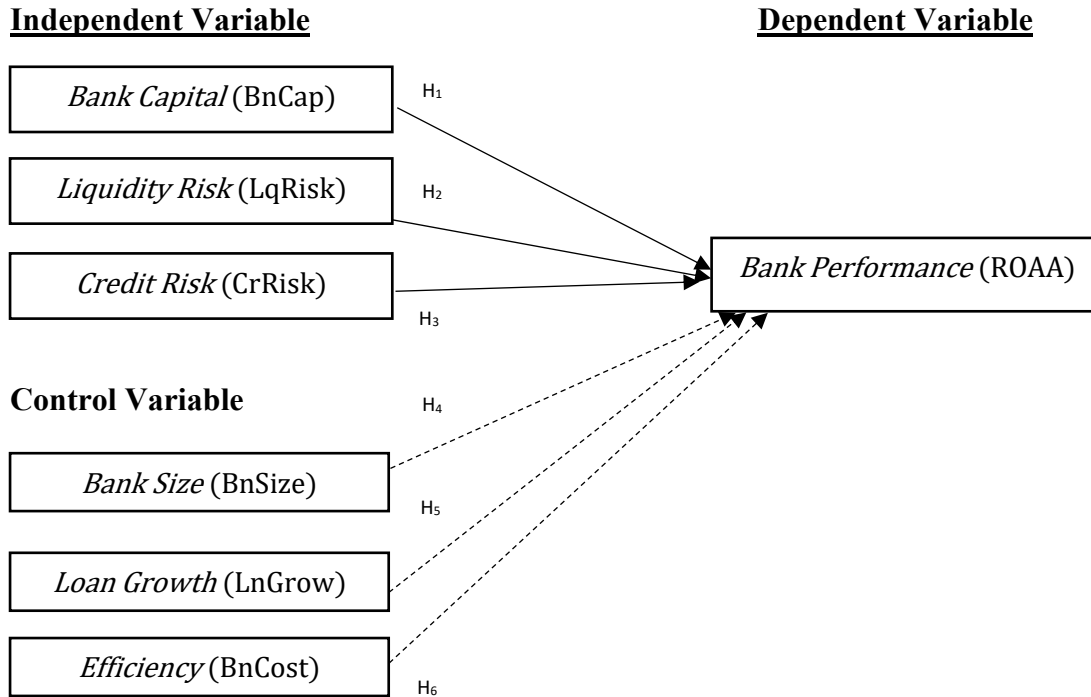 Independent Variable
Dependent Variable
Bank Capital (BnCap)
H₁
Liquidity Risk (LqRisk)
H₂
Bank Performance (ROAA)
Credit Risk (CrRisk)
H₃
Control Variable
H₄
Bank Size (BnSize)
H₅
Loan Growth (LnGrow)
Efficiency (BnCost)
H₆